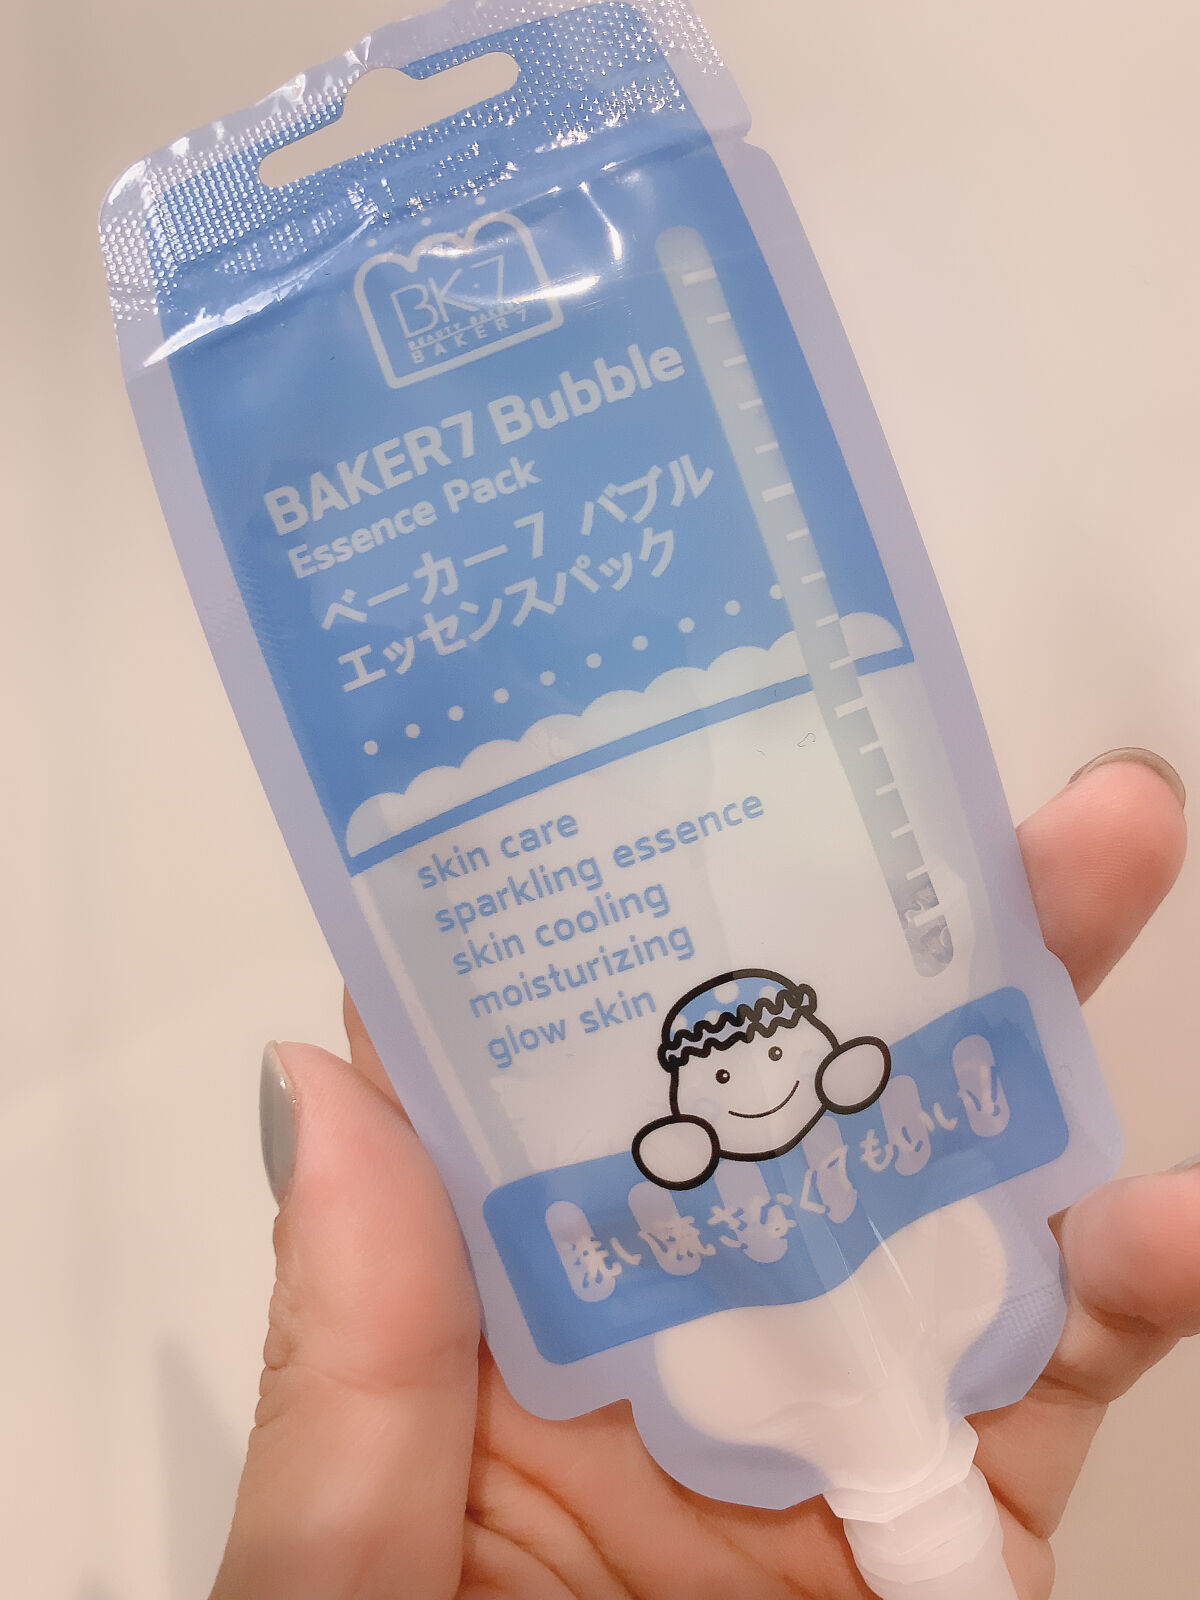 BK·7
BEAUTY BAKERY
BAKER7
BAKER7 Bubble
Essence Pack
ベーカー7 バブル
エッセンスパック
skin care
sparkling essence
skin cooling
moisturizing
glow skin
洗い流さなくてもいい!